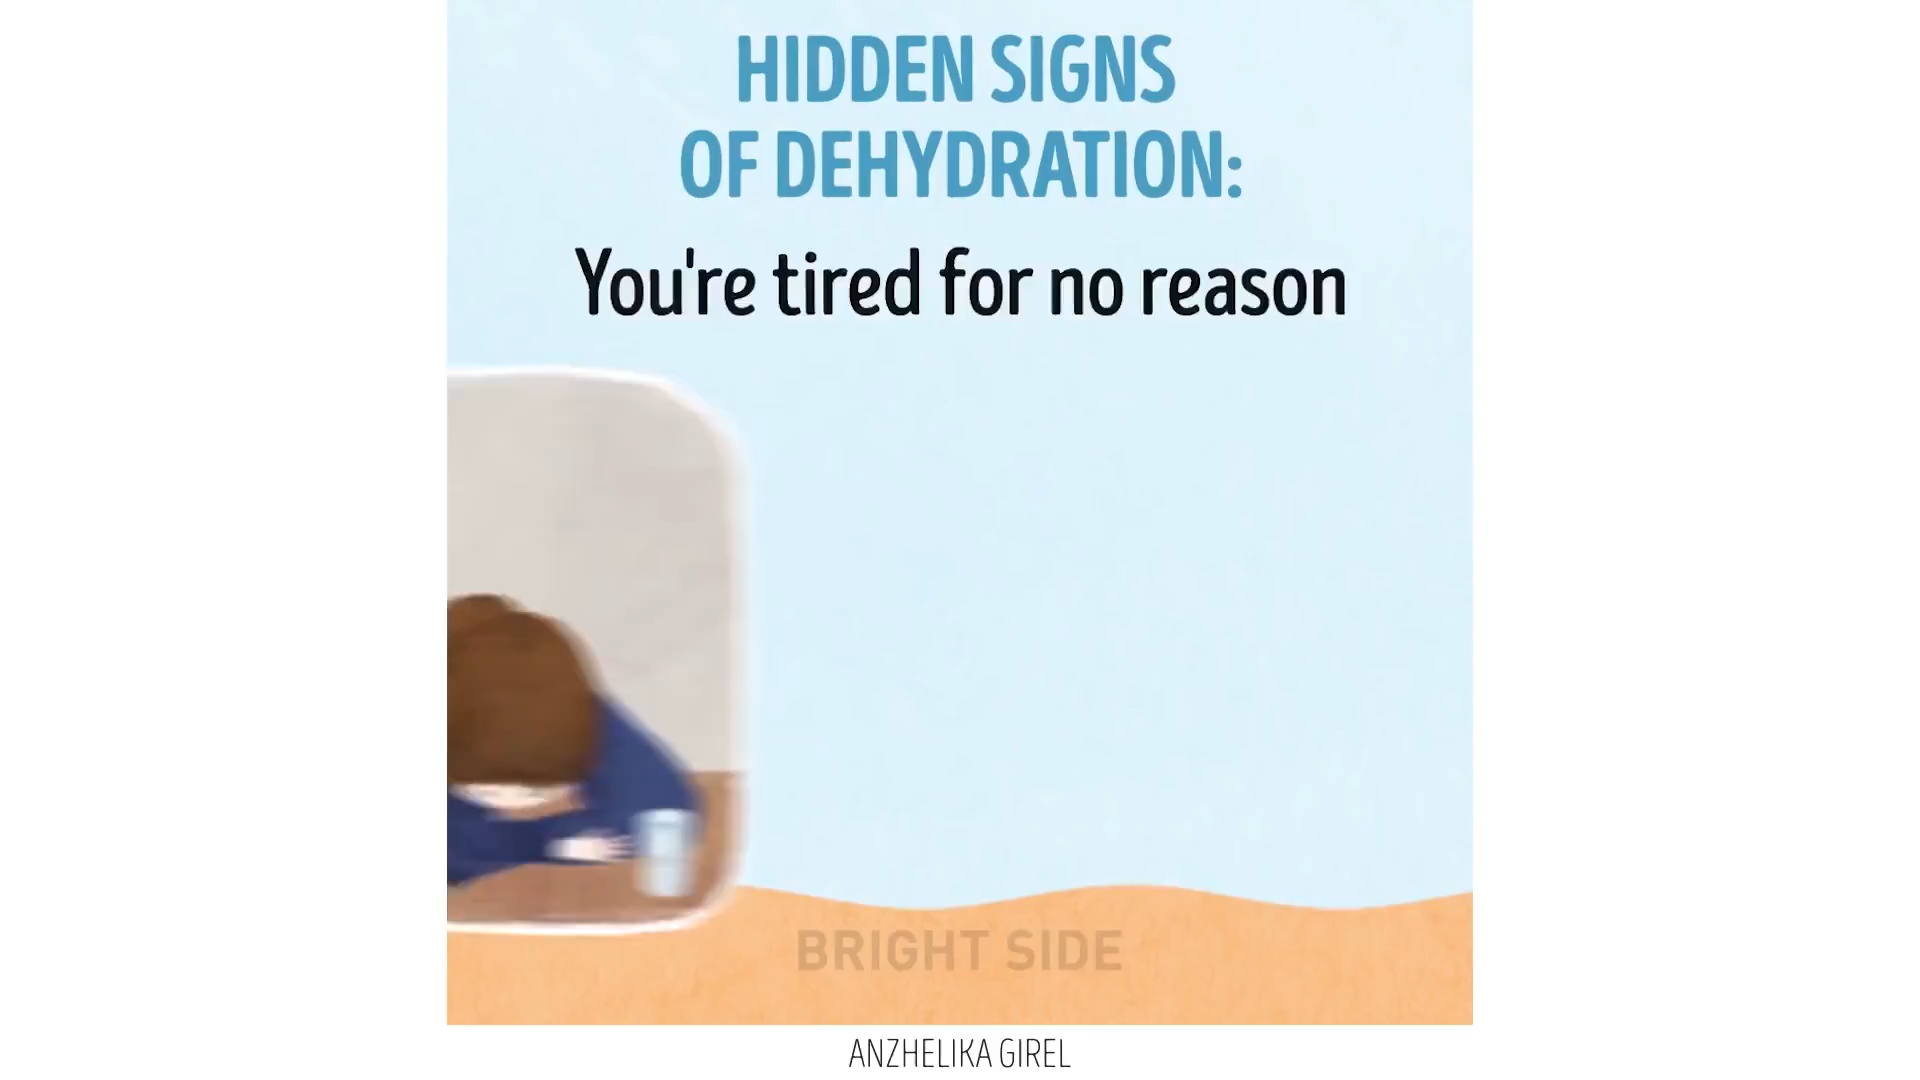 HIDDEN SIGNS
OF DEHYDRATION:
You're tired for no reason
BRIGHT SIDE
ANZHELIKA GIREL